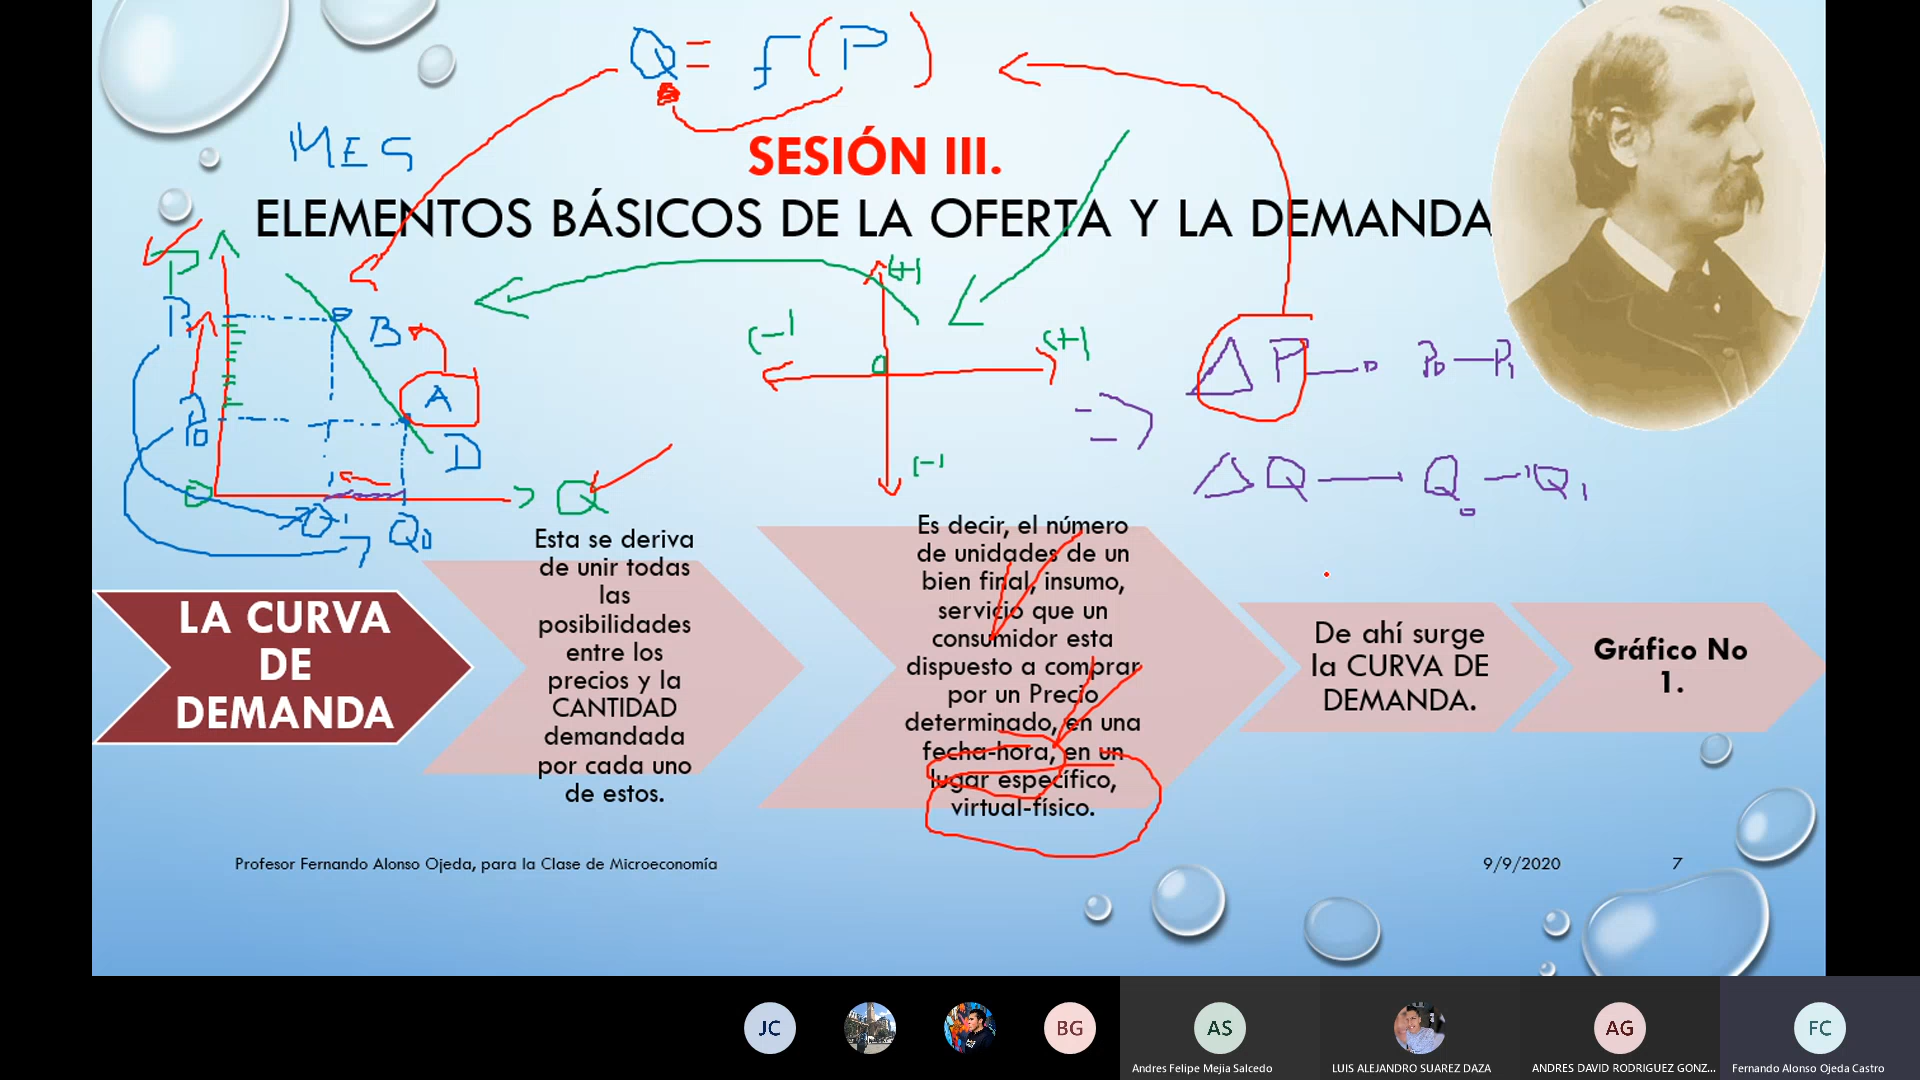 Q = f (P)
MES
SESIÓN III.
ELEMENTOS BÁSICOS DE LA OFERTA Y LA DEMANDA
P
P1
B
A
P0
D
O
Q
Q0
(+)
(-)
(+)
(-)
0
Δ P → P0 — P1
=>
Δ Q — Q0 — Q1
LA CURVA
DE
DEMANDA
Esta se deriva
de unir todas
las
posibilidades
entre los
precios y la
CANTIDAD
demandada
por cada uno
de estos.
Es decir, el número
de unidades de un
bien final, insumo,
servicio que un
consumidor esta
dispuesto a comprar
por un Precio
determinado, en una
fecha-hora, en un
lugar específico,
virtual-físico.
De ahí surge
la CURVA DE
DEMANDA.
Gráfico No
1.
Profesor Fernando Alonso Ojeda, para la Clase de Microeconomía
9/9/2020
7
JC
BG
AS
AG
FC
Andres Felipe Mejia Salcedo
LUIS ALEJANDRO SUAREZ DAZA
ANDRES DAVID RODRIGUEZ GONZ...
Fernando Alonso Ojeda Castro